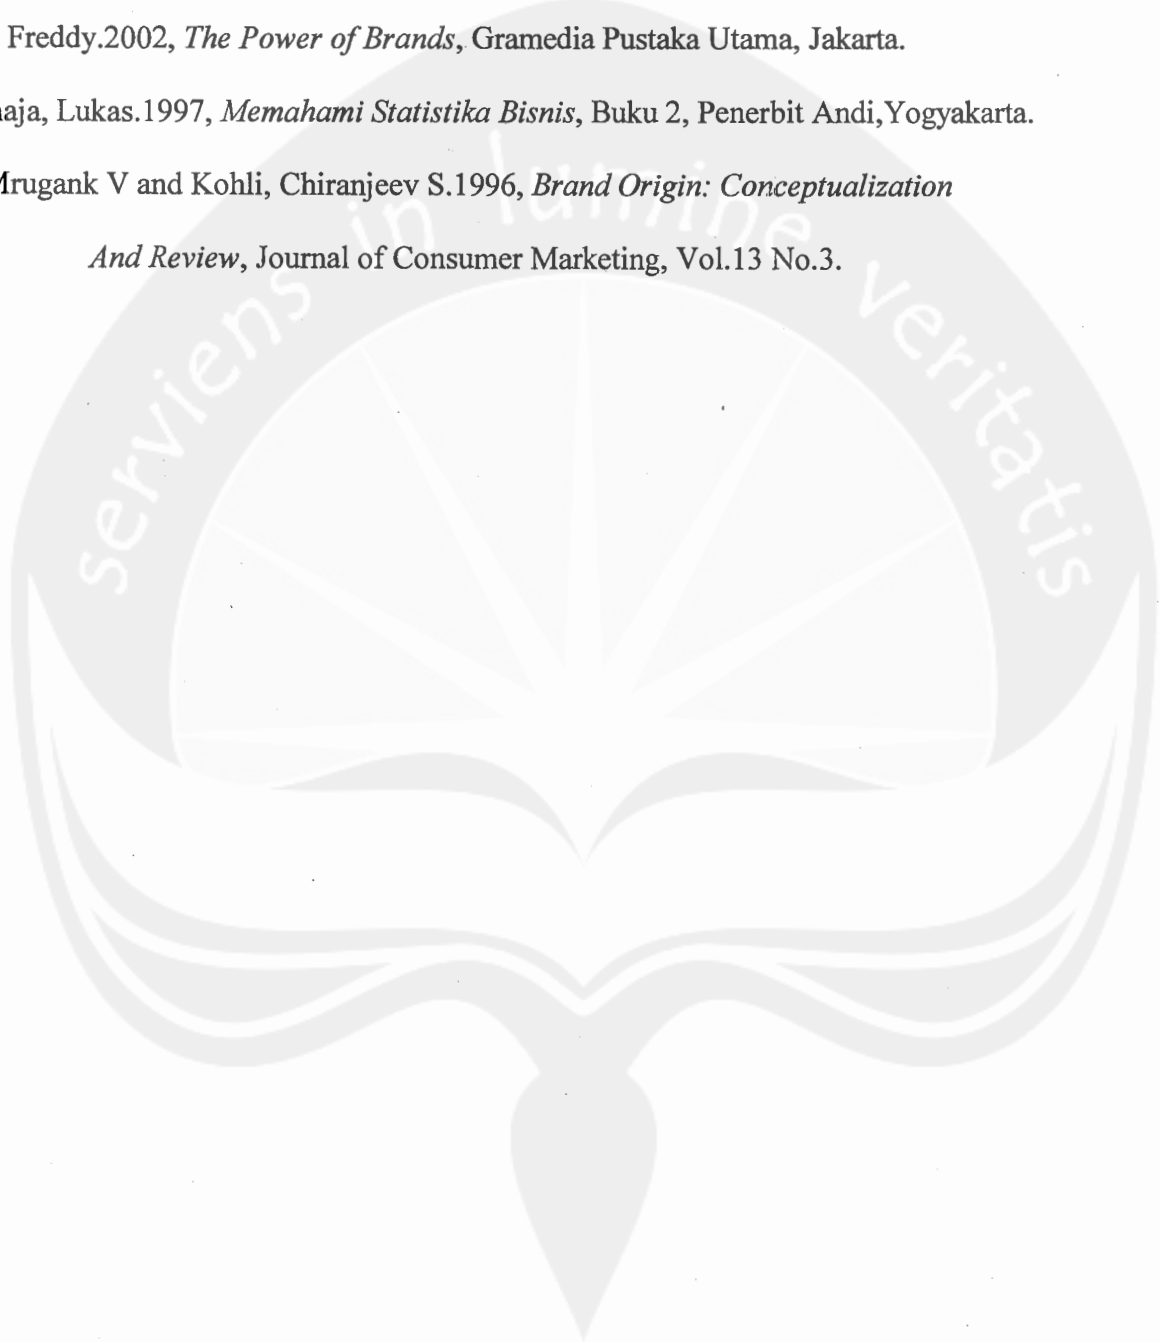 Freddy.2002, The Power of Brands, Gramedia Pustaka Utama, Jakarta.
aja, Lukas.1997, Memahami Statistika Bisnis, Buku 2, Penerbit Andi,Yogyakarta.
Mrugank V and Kohli, Chiranjeev S.1996, Brand Origin: Conceptualization
And Review, Journal of Consumer Marketing, Vol.13 No.3.
serviens in lumine veritatis